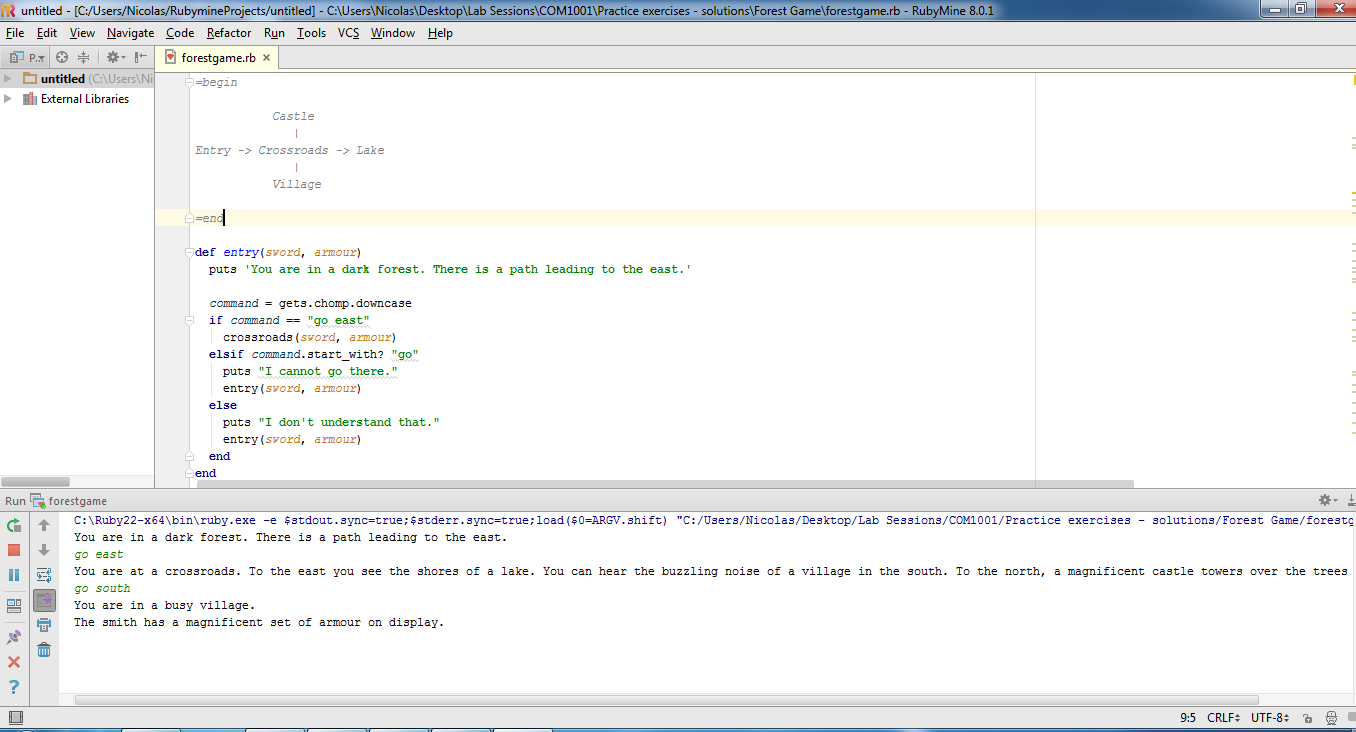 untitled - [C:/Users/Nicolas/RubymineProjects/untitled] - C:\Users\Nicolas\Desktop\Lab Sessions\COM1001\Practice exercises - solutions\Forest Game\forestgame.rb - RubyMine 8.0.1
File Edit View Navigate Code Refactor Run Tools VCS Window Help
P.. forestgame.rb
untitled (C:\Users\Ni
External Libraries
=begin
Castle
|
Entry -> Crossroads -> Lake
|
Village
=end
def entry(sword, armour)
puts 'You are in a dark forest. There is a path leading to the east.'
command = gets.chomp.downcase
if command == "go east"
crossroads(sword, armour)
elsif command.start_with? "go"
puts "I cannot go there."
entry(sword, armour)
else
puts "I don't understand that."
entry(sword, armour)
end
end
Run forestgame
C:\Ruby22-x64\bin\ruby.exe -e $stdout.sync=true;$stderr.sync=true;load($0=ARGV.shift) "C:/Users/Nicolas/Desktop/Lab Sessions/COM1001/Practice exercises - solutions/Forest Game/forestg
You are in a dark forest. There is a path leading to the east.
go east
You are at a crossroads. To the east you see the shores of a lake. You can hear the buzzling noise of a village in the south. To the north, a magnificent castle towers over the trees
go south
You are in a busy village.
The smith has a magnificent set of armour on display.
9:5 CRLF UTF-8